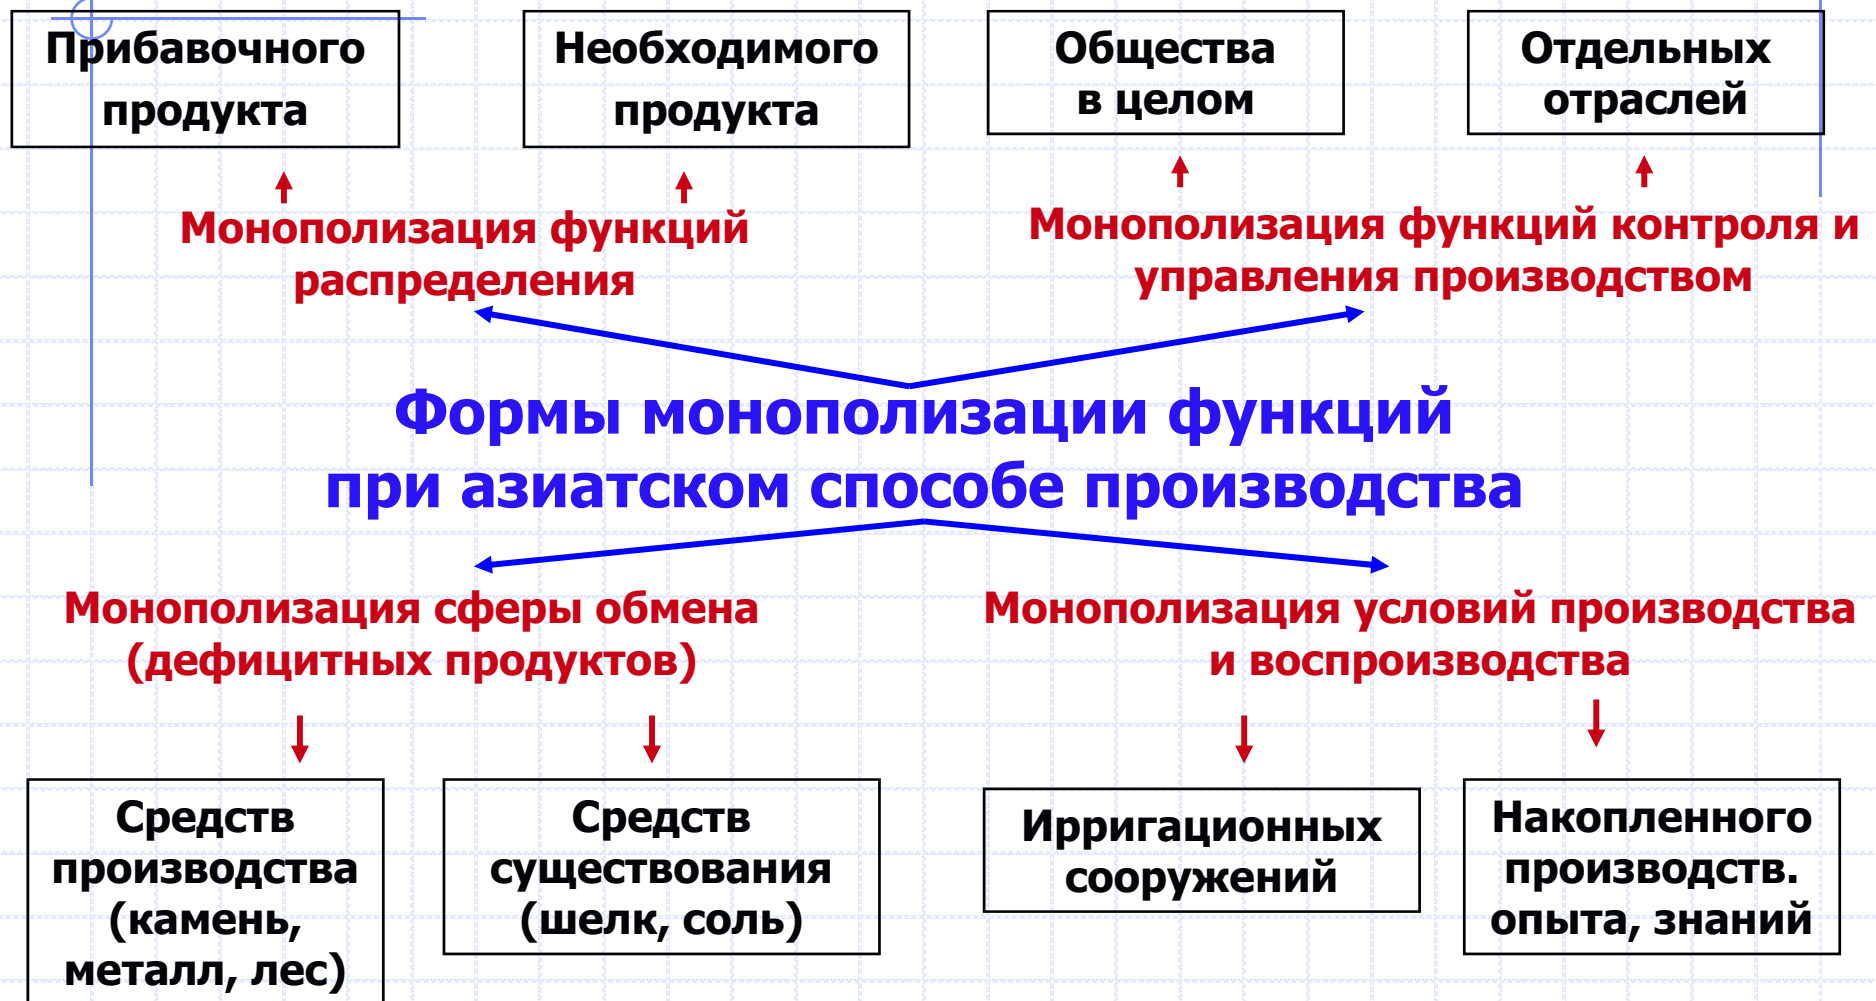 Прибавочного
продукта
Необходимого
продукта
Общества
в целом
Отдельных
отраслей
Монополизация функций
распределения
Монополизация функций контроля и
управления производством
Формы монополизации функций
при азиатском способе производства
Монополизация сферы обмена
(дефицитных продуктов)
Монополизация условий производства
и воспроизводства
Средств
производства
(камень,
металл, лес)
Средств
существования
(шелк, соль)
Ирригационных
сооружений
Накопленного
производств.
опыта, знаний